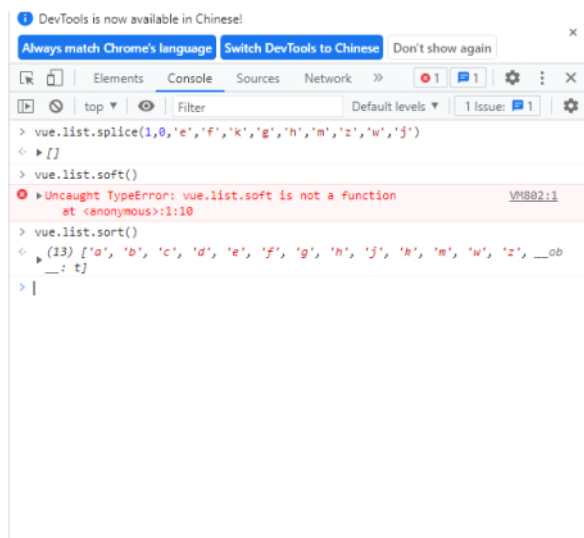 DevTools is now available in Chinese!
Always match Chrome's language Switch DevTools to Chinese Don't show again
Elements Console Sources Network » 1 1
top ▼ Filter Default levels ▼ 1 Issue: 1
> vue.list.splice(1,0,'e','f','k','g','h','m','z','w','j')
▶ []
> vue.list.soft()
▶ Uncaught TypeError: vue.list.soft is not a function VM802:1
at <anonymous>:1:10
> vue.list.sort()
(13) ['a', 'b', 'c', 'd', 'e', 'f', 'g', 'h', 'j', 'k', 'm', 'w', 'z', __ob
__: t]
>